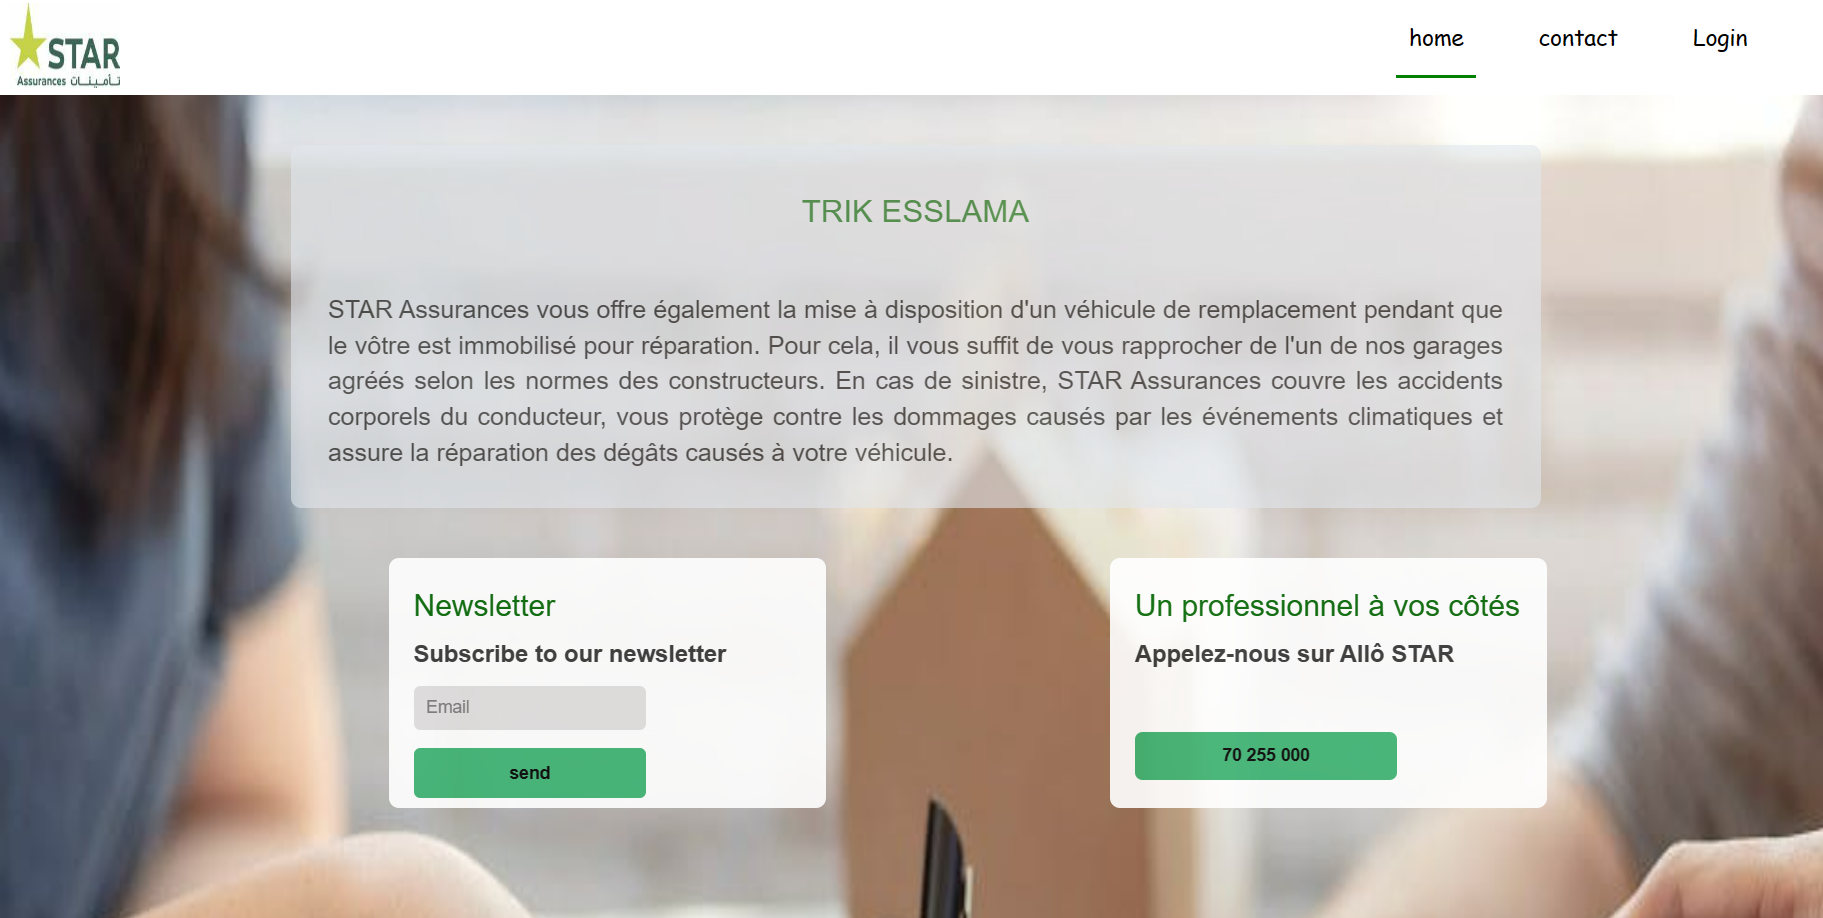 STAR
Assurances تأمينات
home
contact
Login
TRIK ESSLAMA
STAR Assurances vous offre également la mise à disposition d'un véhicule de remplacement pendant que
le vôtre est immobilisé pour réparation. Pour cela, il vous suffit de vous rapprocher de l'un de nos garages
agréés selon les normes des constructeurs. En cas de sinistre, STAR Assurances couvre les accidents
corporels du conducteur, vous protège contre les dommages causés par les événements climatiques et
assure la réparation des dégâts causés à votre véhicule.
Newsletter
Subscribe to our newsletter
Email
send
Un professionnel à vos côtés
Appelez-nous sur Allô STAR
70 255 000